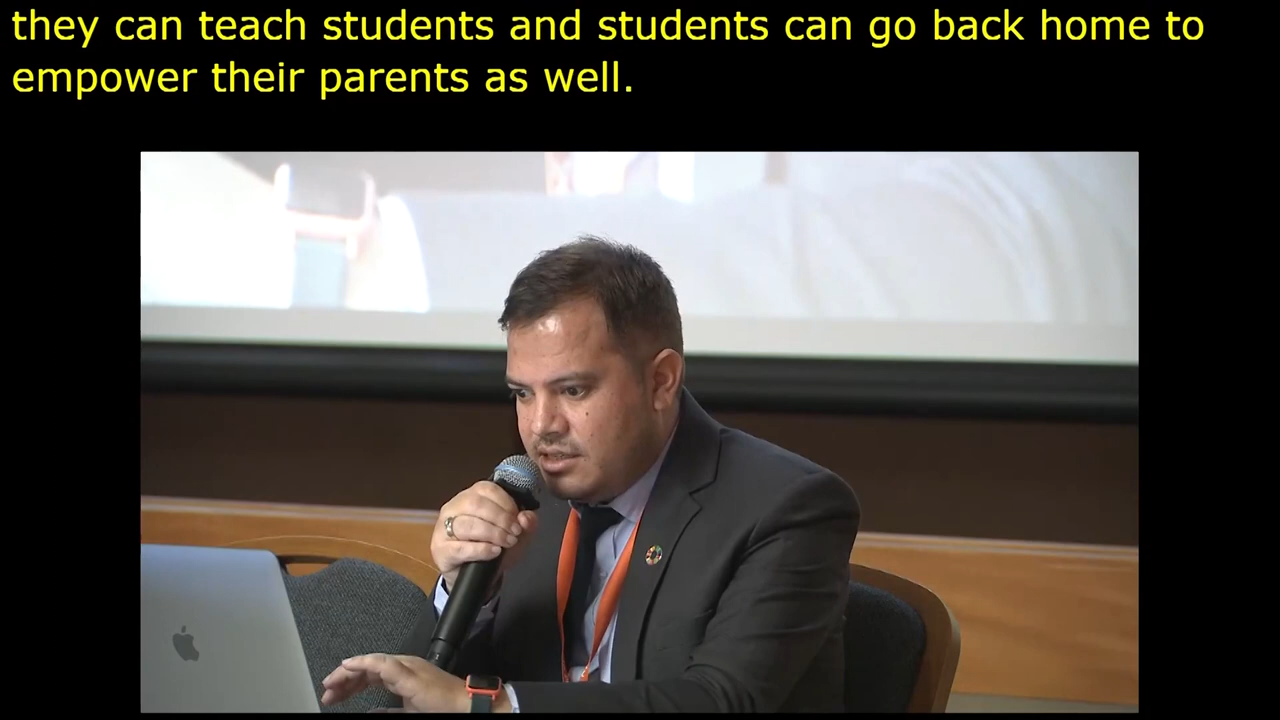 they can teach students and students can go back home to
empower their parents as well.